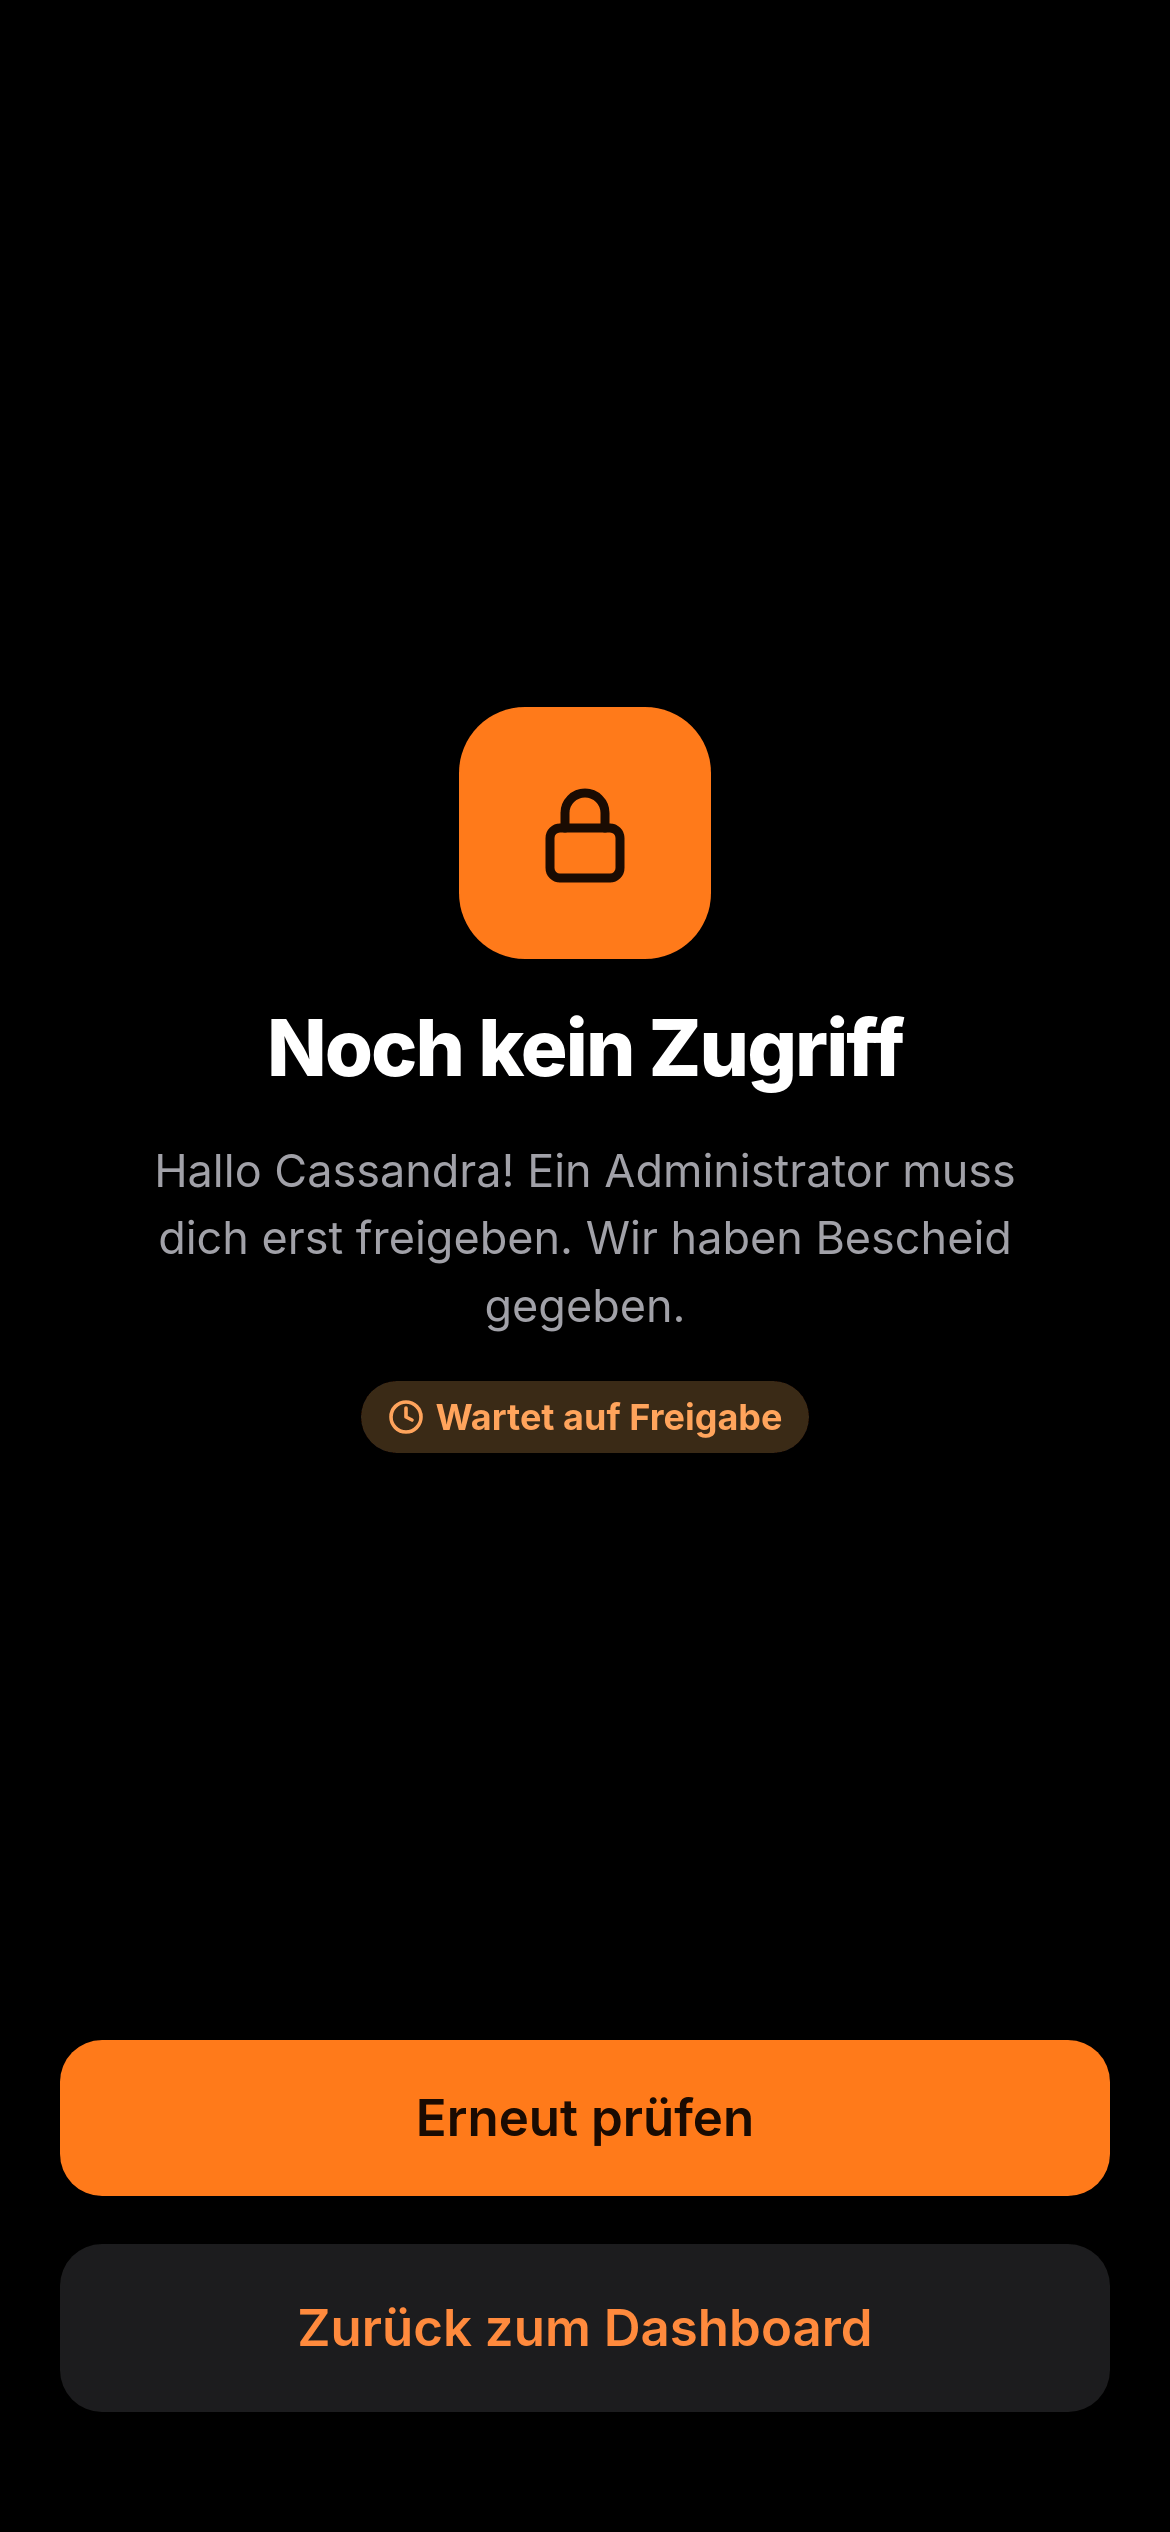 Noch kein Zugriff
Hallo Cassandra! Ein Administrator muss
dich erst freigeben. Wir haben Bescheid
gegeben.
Wartet auf Freigabe
Erneut prüfen
Zurück zum Dashboard